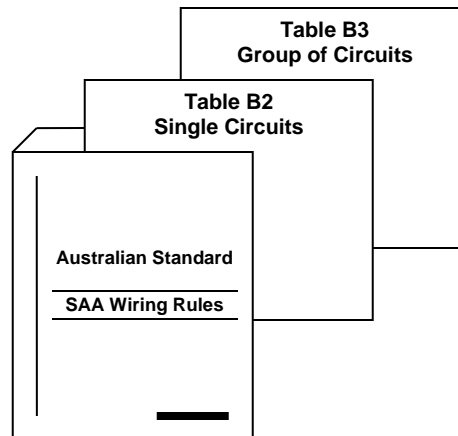 Table B3
Group of Circuits
Table B2
Single Circuits
Australian Standard
SAA Wiring Rules